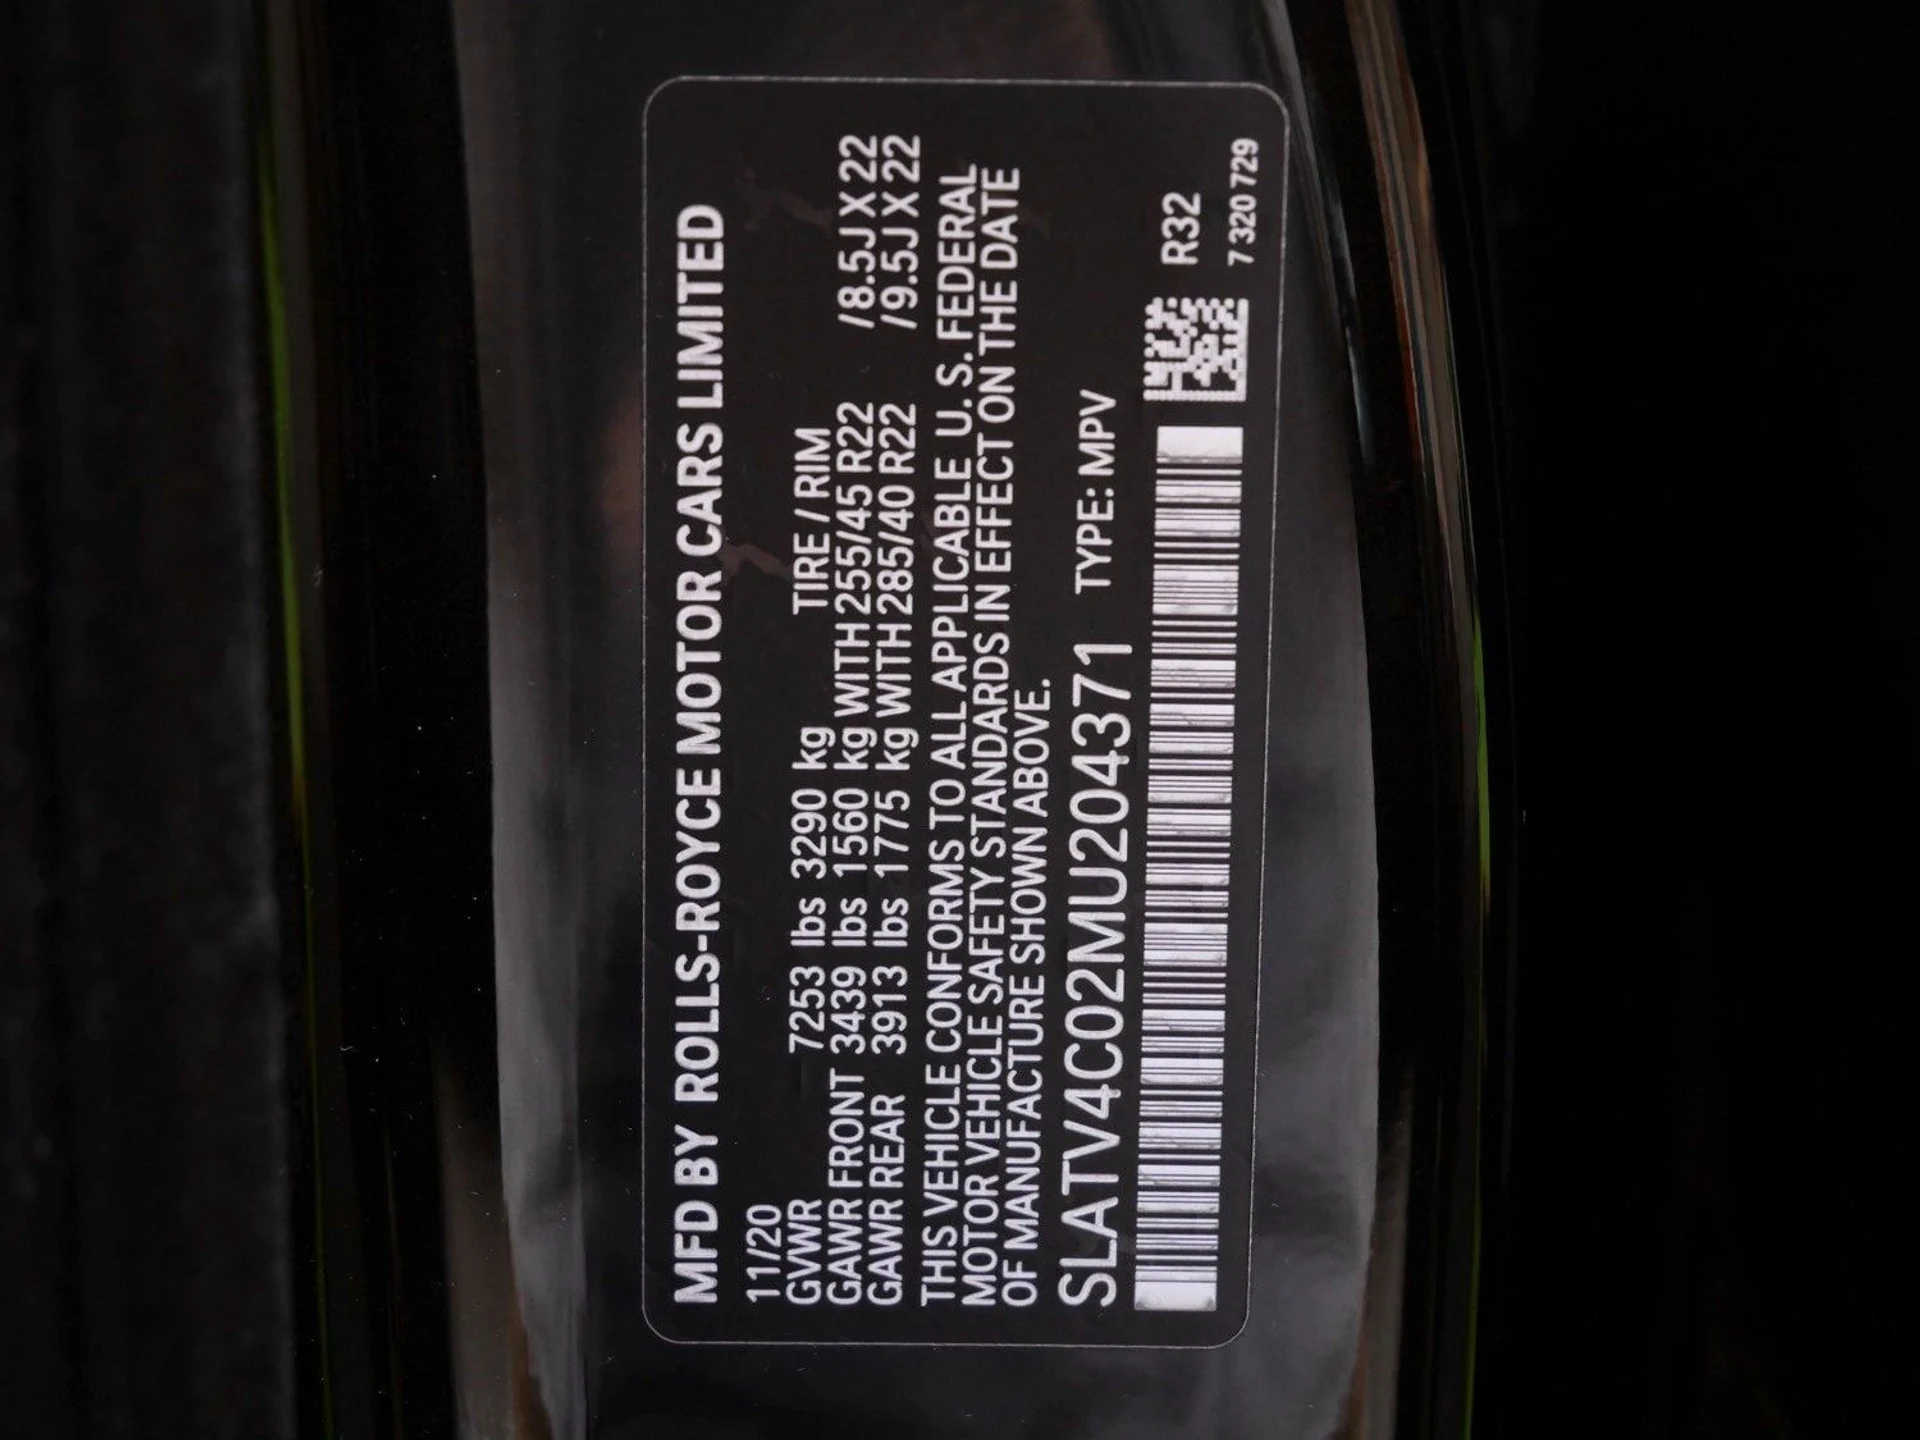 MFD BY ROLLS-ROYCE MOTOR CARS LIMITED
11/20
GVWR 7253 lbs 3290 kg TIRE / RIM
GAWR FRONT 3439 lbs 1560 kg WITH 255/45 R22 /8.5J X 22
GAWR REAR 3913 lbs 1775 kg WITH 285/40 R22 /9.5J X 22
THIS VEHICLE CONFORMS TO ALL APPLICABLE U. S. FEDERAL
MOTOR VEHICLE SAFETY STANDARDS IN EFFECT ON THE DATE
OF MANUFACTURE SHOWN ABOVE.
SLATV4C02MU204371 TYPE: MPV
R32
7 320 729